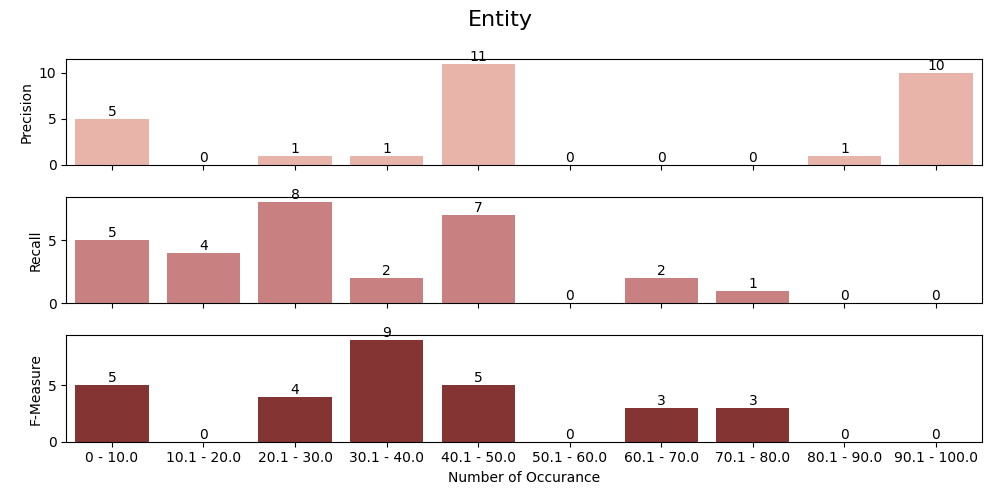 Entity
Precision
10
5
0
5 0 1 1 11 0 0 0 1 10
Recall
5
0
5 4 8 2 7 0 2 1 0 0
F-Measure
5
0
5 0 4 9 5 0 3 3 0 0
0 - 10.0 10.1 - 20.0 20.1 - 30.0 30.1 - 40.0 40.1 - 50.0 50.1 - 60.0 60.1 - 70.0 70.1 - 80.0 80.1 - 90.0 90.1 - 100.0
Number of Occurance